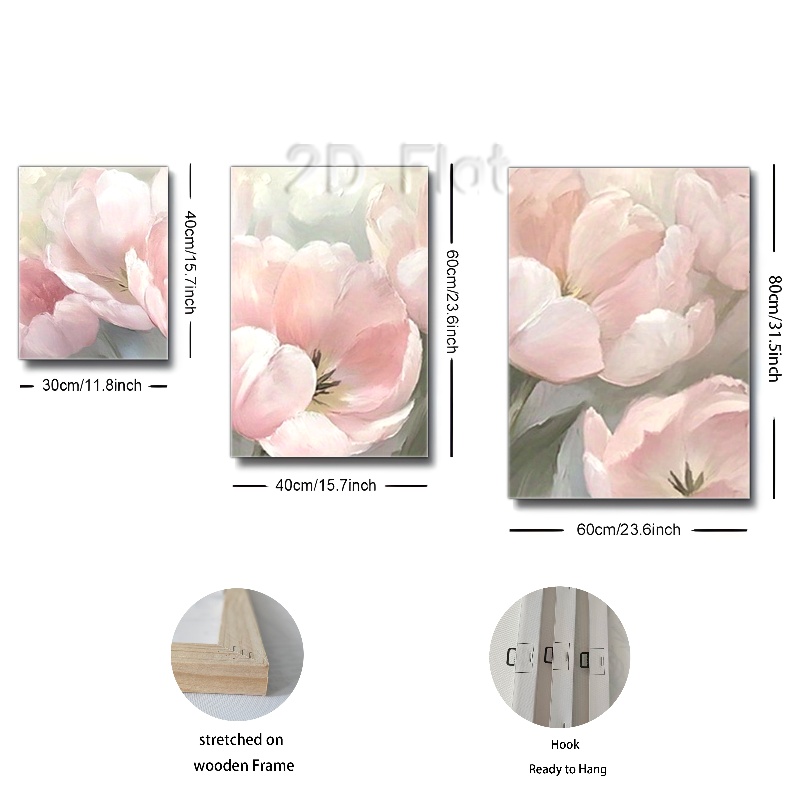 2D Flat
40cm/15.7inch
60cm/23.6inch
80cm/31.5inch
30cm/11.8inch
40cm/15.7inch
60cm/23.6inch
stretched on
wooden Frame
Hook
Ready to Hang